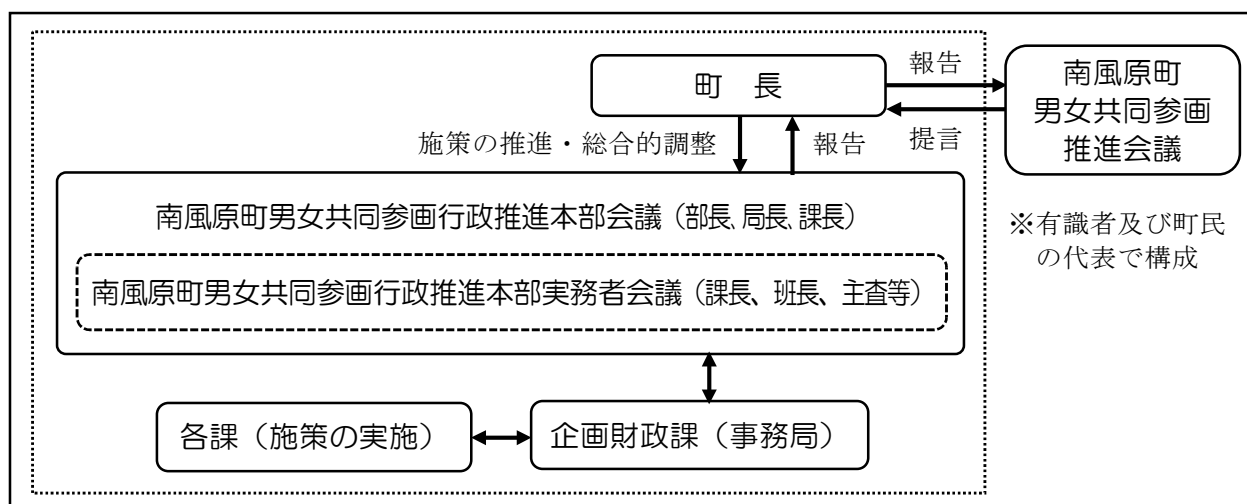 町　長
報告
提言
南風原町
男女共同参画
推進会議
※有識者及び町民
の代表で構成
施策の推進・総合的調整
報告
南風原町男女共同参画行政推進本部会議（部長、局長、課長）
南風原町男女共同参画行政推進本部実務者会議（課長、班長、主査等）
各課（施策の実施）
企画財政課（事務局）